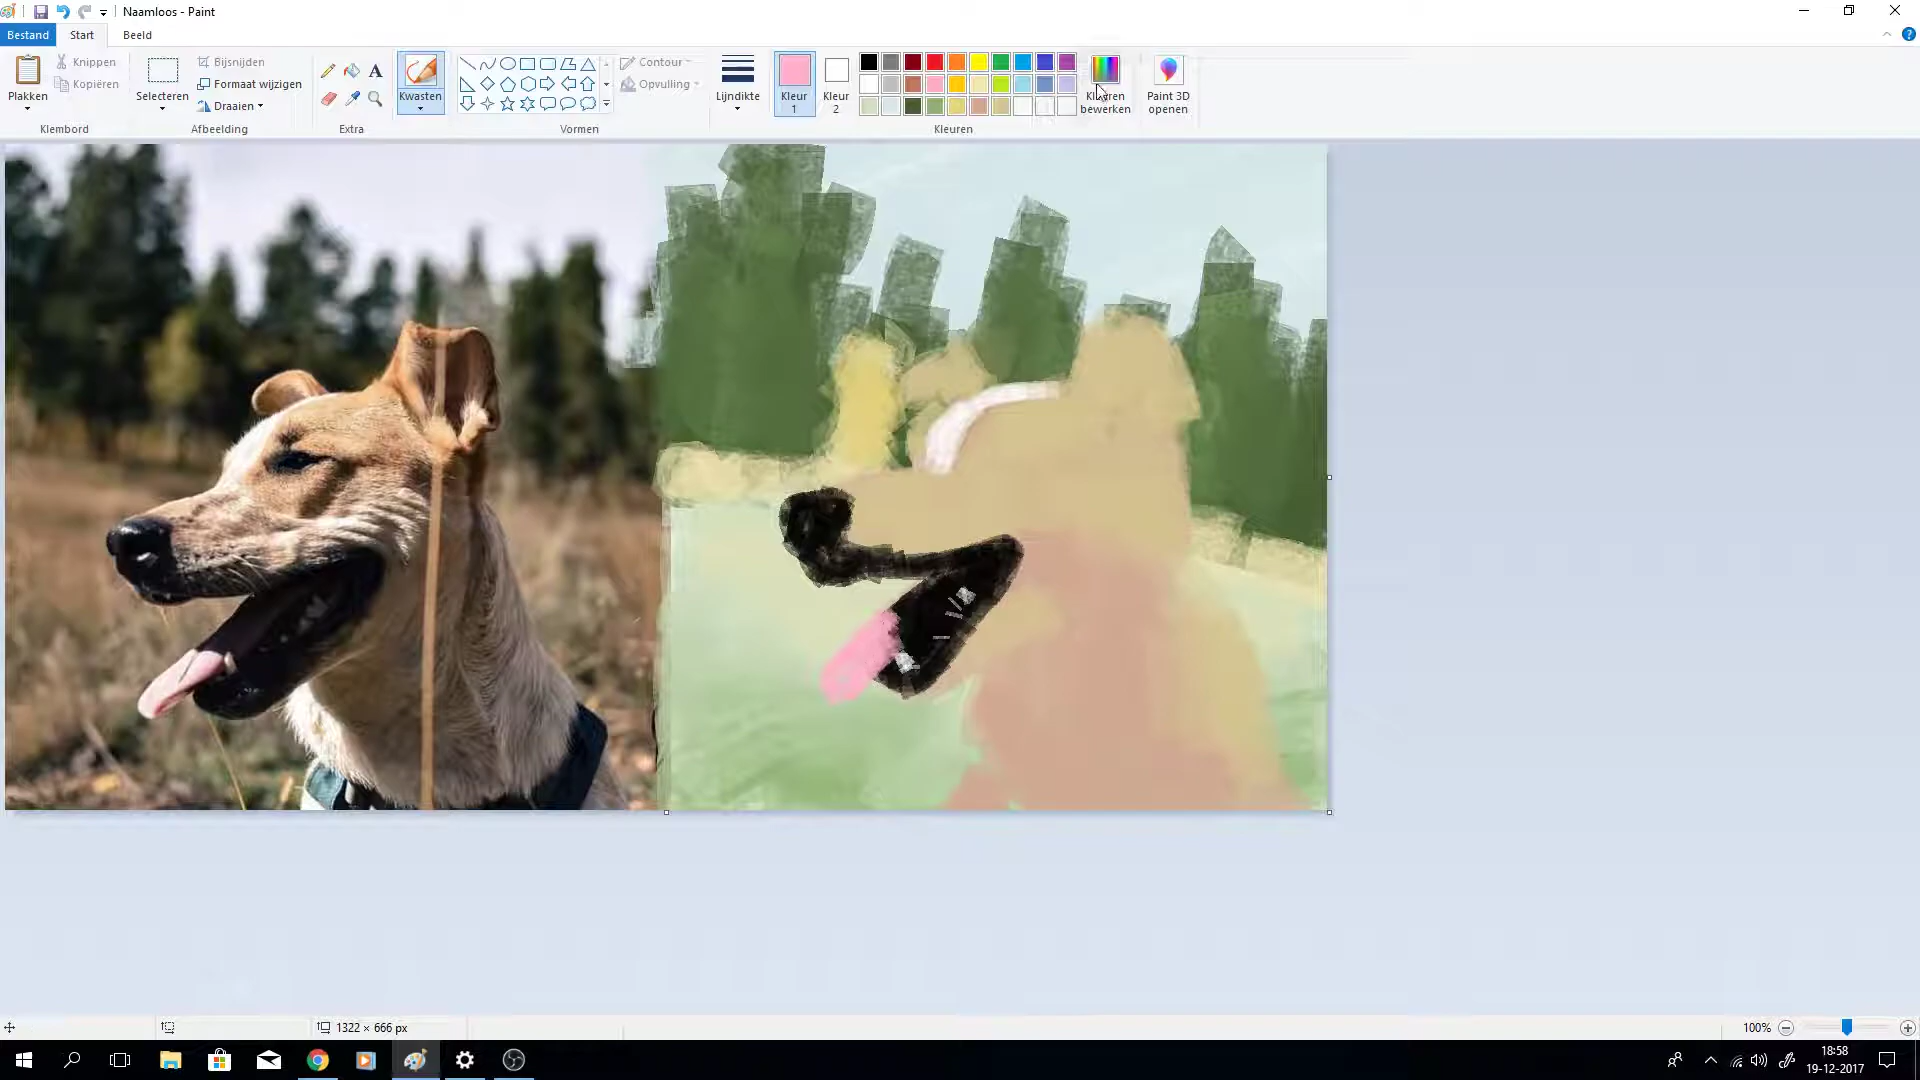 Naamloos - Paint
Bestand Start Beeld
Plakken
Knippen
Kopiëren
Klembord
Selecteren
Bijsnijden
Formaat wijzigen
Draaien
Afbeelding
A
Extra
Kwasten
Contour
Opvulling
Vormen
Lijndikte
Kleur
1
Kleur
2
Kleuren
bewerken
Kleuren
Paint 3D
openen
1322 × 666 px
100%
18:58
19-12-2017